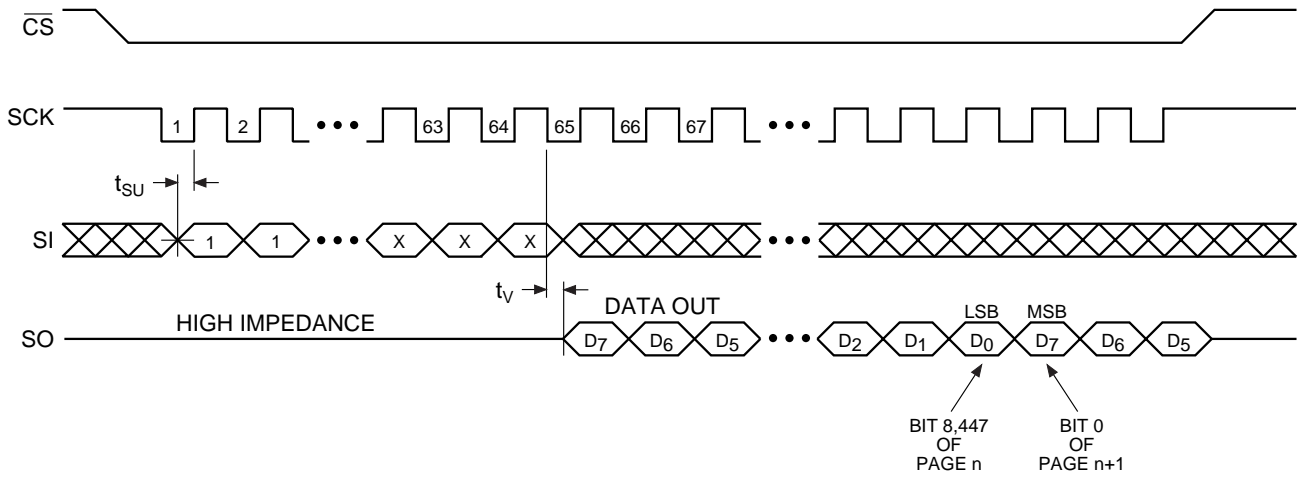 CS
SCK 1 2 ••• 63 64 65 66 67 •••
tSU
SI 1 1 ••• X X X •••
tV
DATA OUT
HIGH IMPEDANCE
LSB MSB
SO D7 D6 D5 ••• D2 D1 D0 D7 D6 D5
BIT 8,447
OF
PAGE n
BIT 0
OF
PAGE n+1